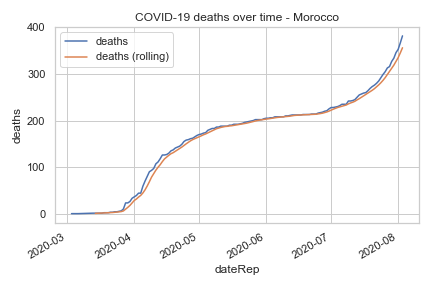 COVID-19 deaths over time - Morocco
deaths
deaths (rolling)
400
300
200
100
0
deaths
2020-03
2020-04
2020-05
2020-06
2020-07
2020-08
dateRep